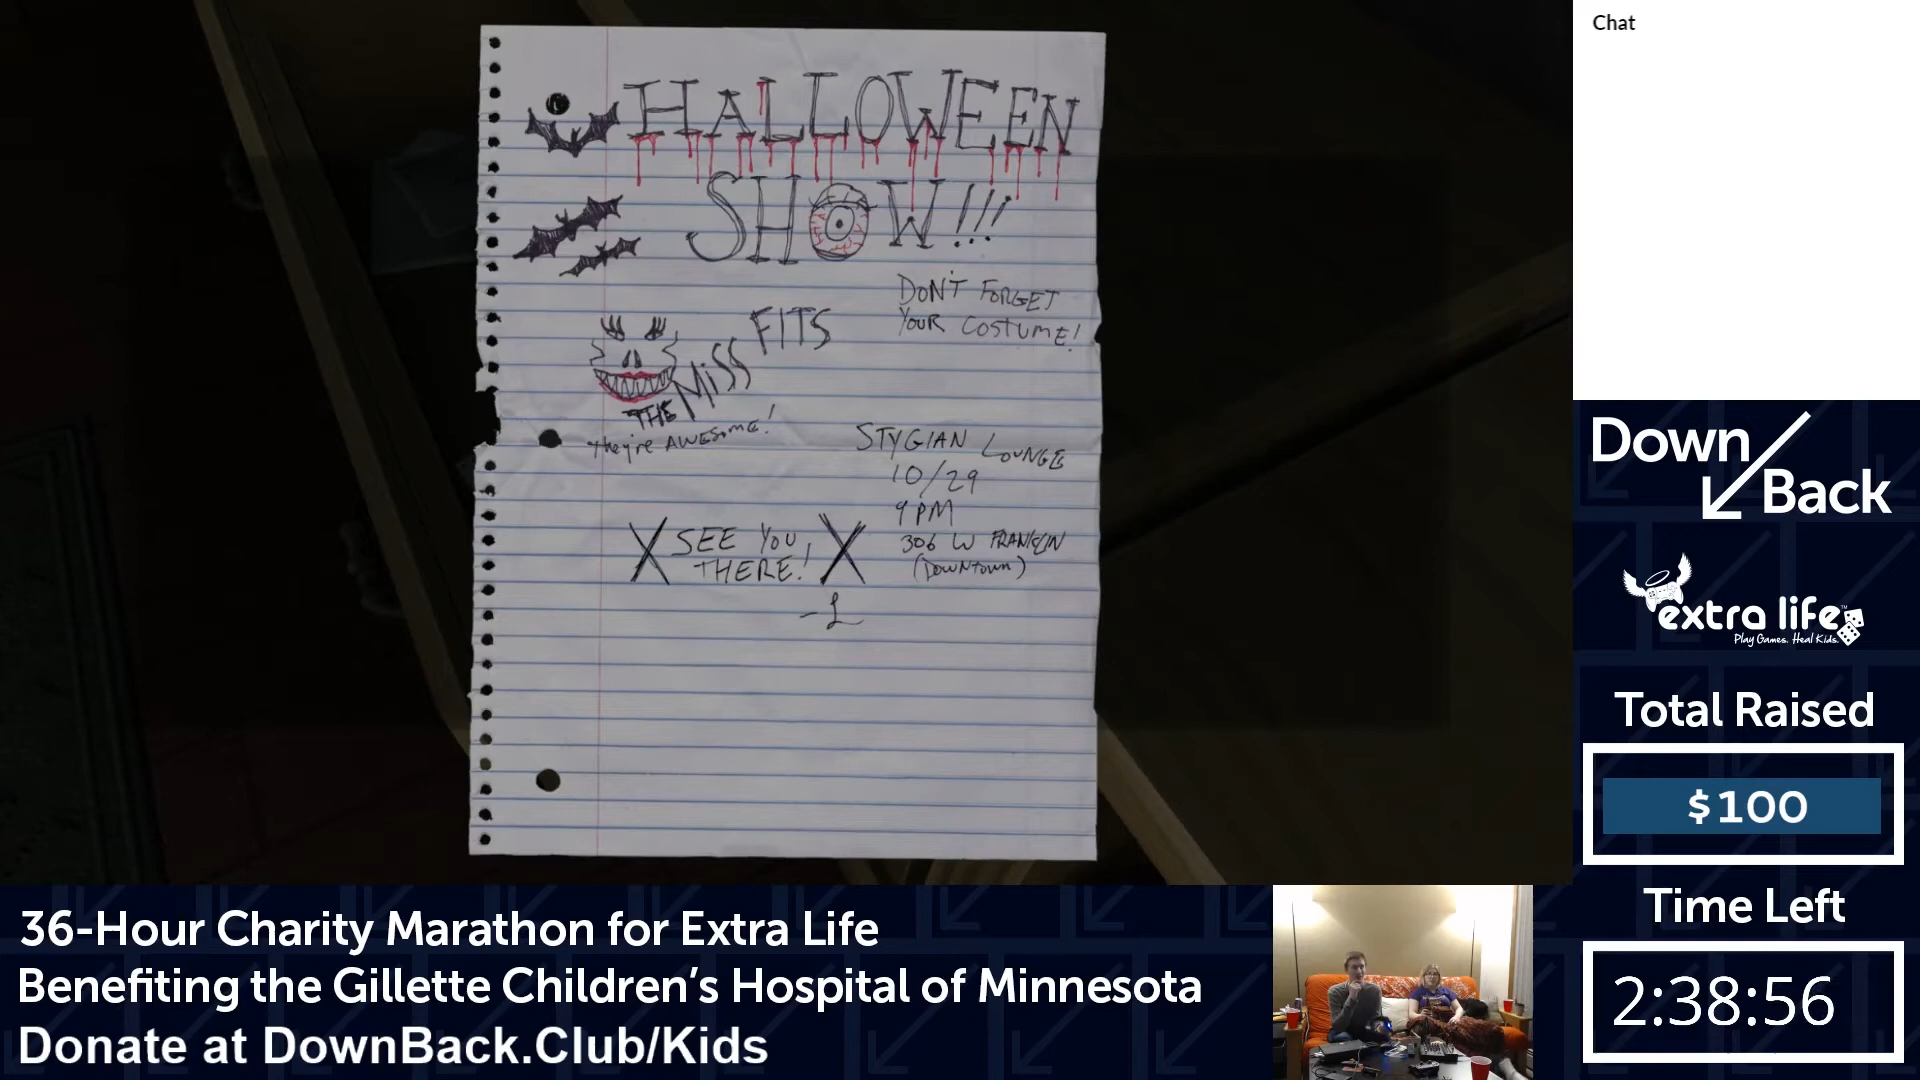 HALLOWEEN
SHOW!!!
DON'T FORGET
YOUR COSTUME!
THE MISS FITS
they're AWESOME!
STYGIAN LOUNGE
10/29
9 PM
306 W FRANKLIN
(DOWNTOWN)
X SEE YOU X
THERE!
-L
Chat
Down
Back
extra life
Play Games. Heal Kids.
Total Raised
$100
Time Left
2:38:56
36-Hour Charity Marathon for Extra Life
Benefiting the Gillette Children's Hospital of Minnesota
Donate at DownBack.Club/Kids